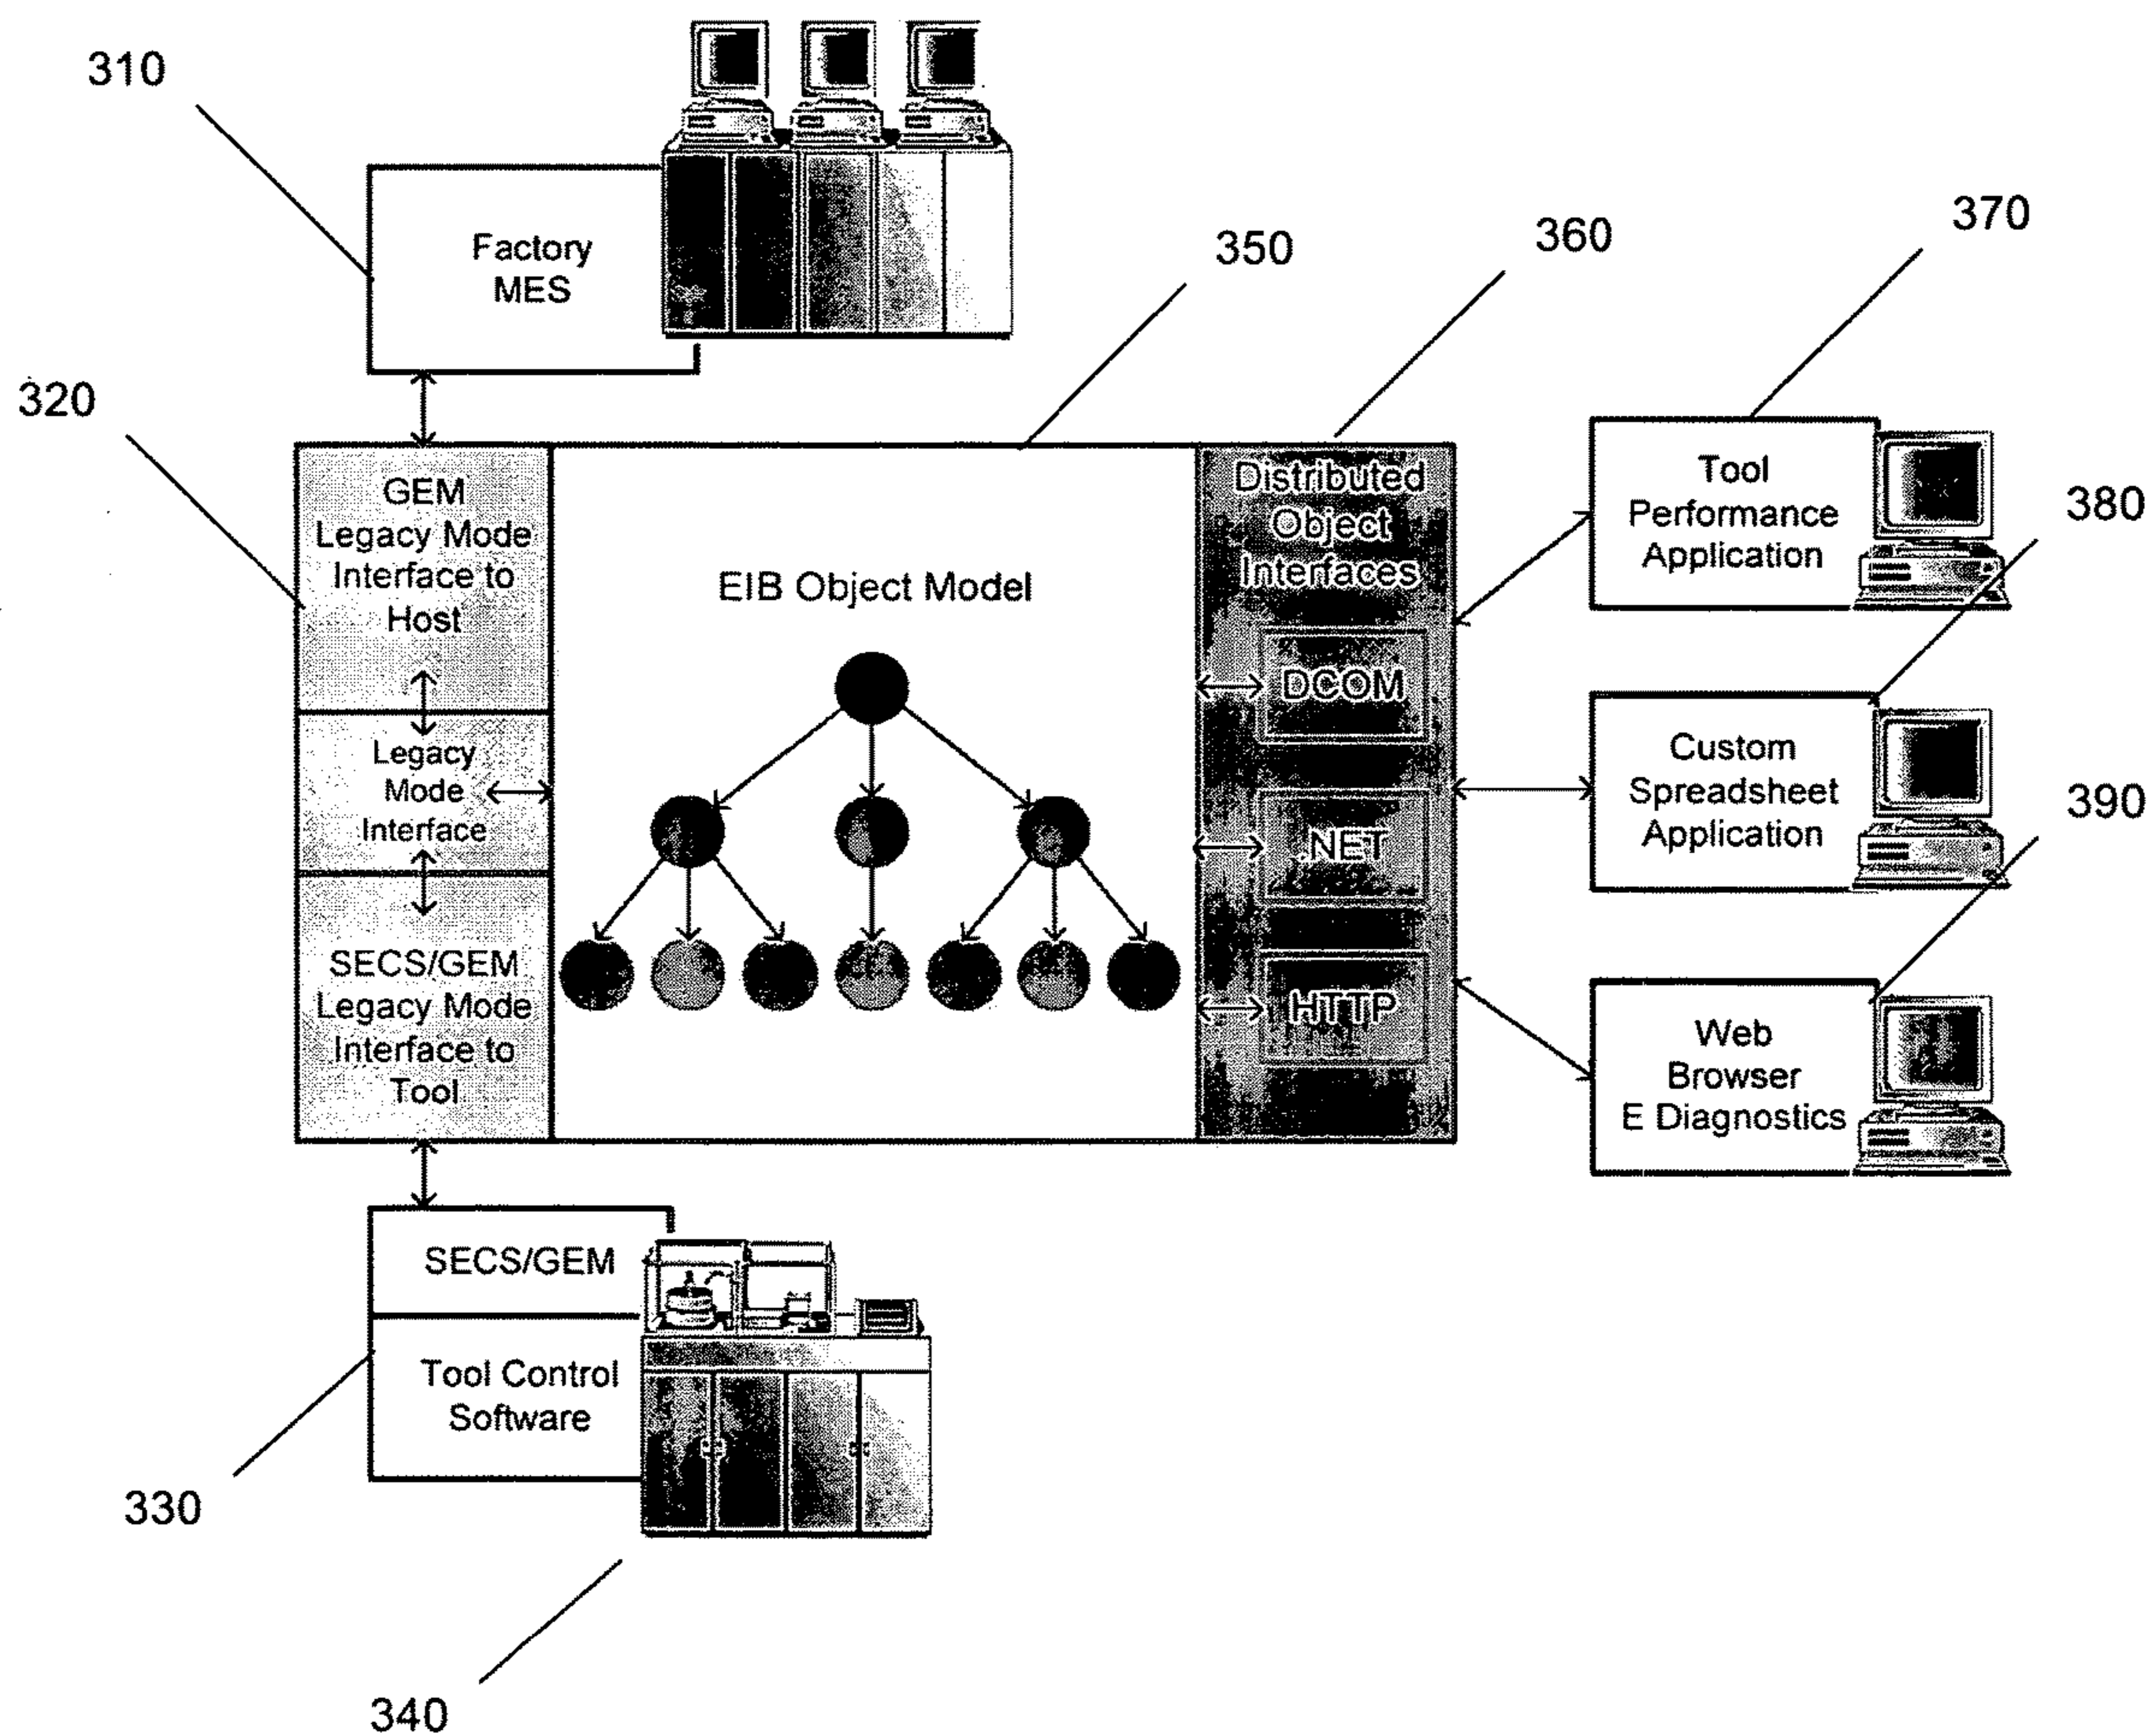 310
Factory
MES
320
350
360
370
GEM
Legacy Mode
Interface to
Host
Legacy
Mode
Interface
SECS/GEM
Legacy Mode
Interface to
Tool
EIB Object Model
Distributed
Object
Interfaces
DCOM
.NET
HTTP
Tool
Performance
Application
380
Custom
Spreadsheet
Application
390
Web
Browser
E Diagnostics
SECS/GEM
Tool Control
Software
330
340